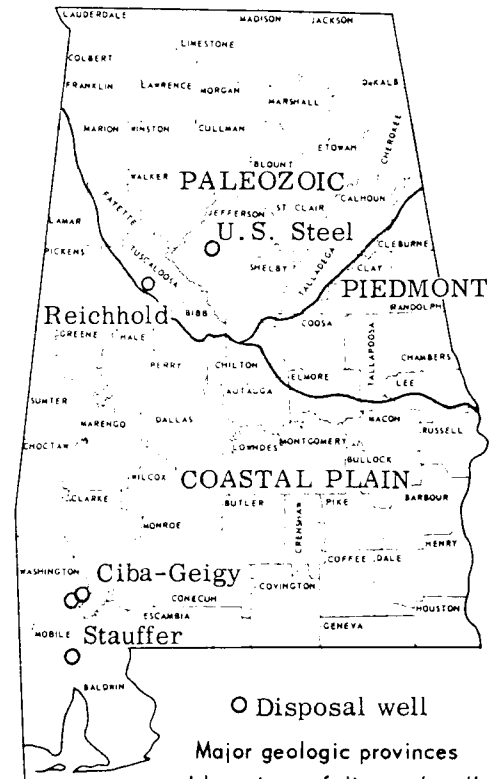 LAUDERDALE MADISON JACKSON
LIMESTONE
COLBERT
FRANKLIN LAWRENCE MORGAN DeKALB
MARSHALL
MARION WINSTON CULLMAN
ETOWAH CHEROKEE
BLOUNT
WALKER
PALEOZOIC
CALHOUN
FAYETTE ST CLAIR
JEFFERSON
LAMAR
U.S. Steel
CLEBURNE
PICKENS TUSCALOOSA SHELBY TALLADEGA CLAY
PIEDMONT
RANDOLPH
BIBB
Reichhold
COOSA
GREENE HALE TALLAPOOSA
CHAMBERS
PERRY CHILTON ELMORE
LEE
AUTAUGA
SUMTER
MACON
MARENGO DALLAS RUSSELL
CHOCTAW LOWNDES MONTGOMERY
BULLOCK
WILCOX COASTAL PLAIN
CLARKE BUTLER PIKE BARBOUR
MONROE CRENSHAW
HENRY
COFFEE DALE
WASHINGTON Ciba-Geigy
COVINGTON
CONECUH
HOUSTON
ESCAMBIA
GENEVA
MOBILE Stauffer
BALDWIN
Disposal well
Major geologic provinces